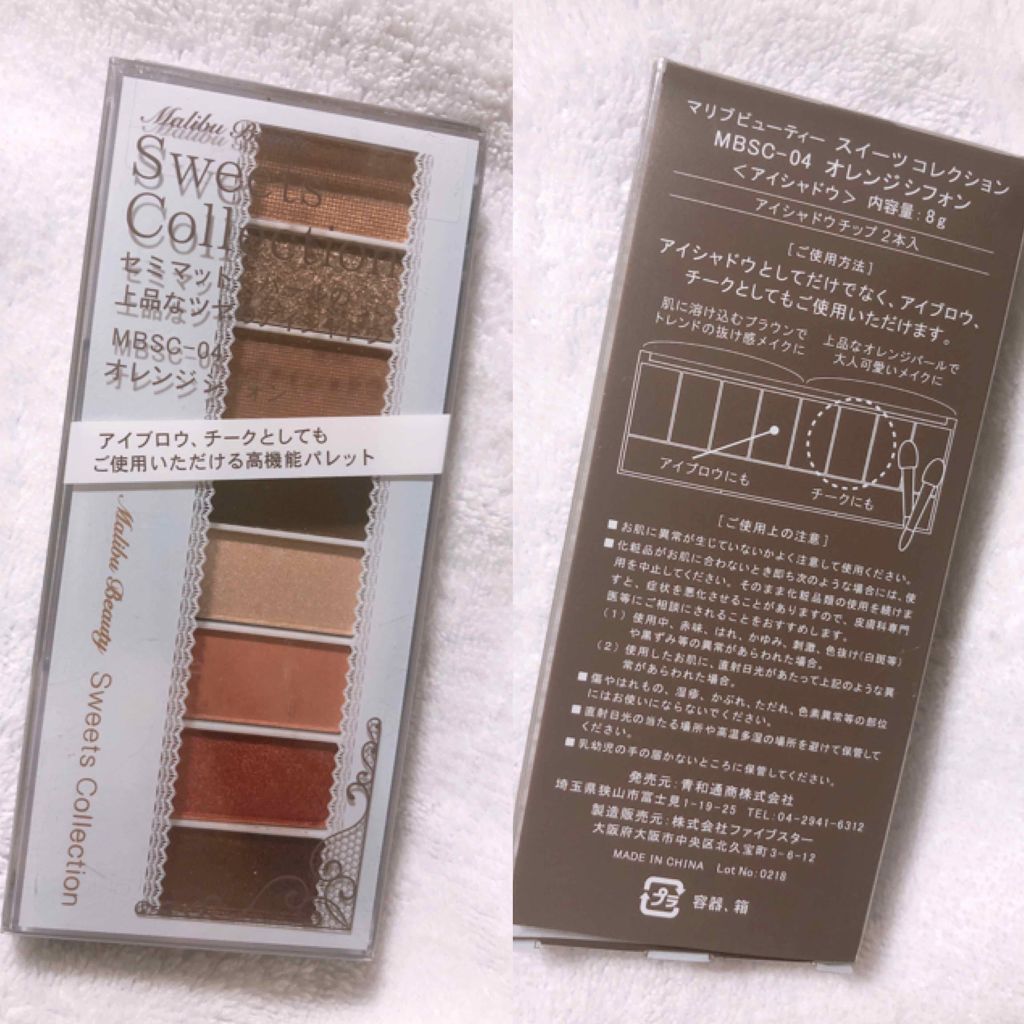 Malibu
Sweets
Collection
セミマット
上品なツヤ
MBSC-04
オレンジシフォン
アイブロウ、チークとしても
ご使用いただける高機能パレット
Malibu Beauty
Sweets Collection
マリブビューティー スイーツコレクション
MBSC-04 オレンジシフォン
<アイシャドウ> 内容量:8g
アイシャドウチップ2本入
[ご使用方法]
アイシャドウとしてだけでなく、アイブロウ、
チークとしてもご使用いただけます。
肌に溶け込むブラウンで
トレンドの抜け感メイクに
上品なオレンジパールで
大人可愛いメイクに
アイブロウにも
チークにも
[ご使用上の注意]
■お肌に異常が生じていないかよく注意して使用ください。
■化粧品がお肌に合わないとき即ち次のような場合には、使
用を中止してください。そのまま化粧品類の使用を続けま
すと、症状を悪化させることがありますので、皮膚科専門
医等にご相談にされることをおすすめします。
(1) 使用中、赤味、はれ、かゆみ、刺激、色抜け(白斑等)
や黒ずみ等の異常があらわれた場合。
(2) 使用したお肌に、直射日光があたって上記のような異
常があらわれた場合。
■傷やはれもの、湿疹、かぶれ、ただれ、色素異常等の部位
にはお使いにならないでください。
■直射日光の当たる場所や高温多湿の場所を避けて保管して
ください。
■乳幼児の手の届かないところに保管してください。
発売元:青和通商株式会社
埼玉県狭山市富士見1-19-25 TEL:04-2941-6312
製造販売元:株式会社ファイブスター
大阪府大阪市中央区北久宝町3-6-12
MADE IN CHINA Lot No:0218
プラ 容器、箱